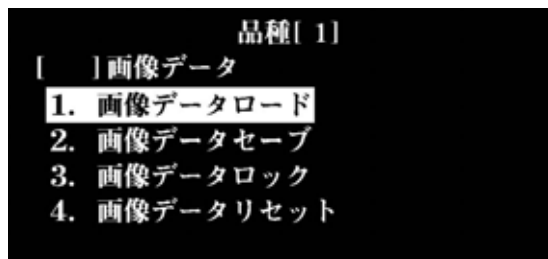 品種[ 1]
[ ]画像データ
1. 画像データロード
2. 画像データセーブ
3. 画像データロック
4. 画像データリセット